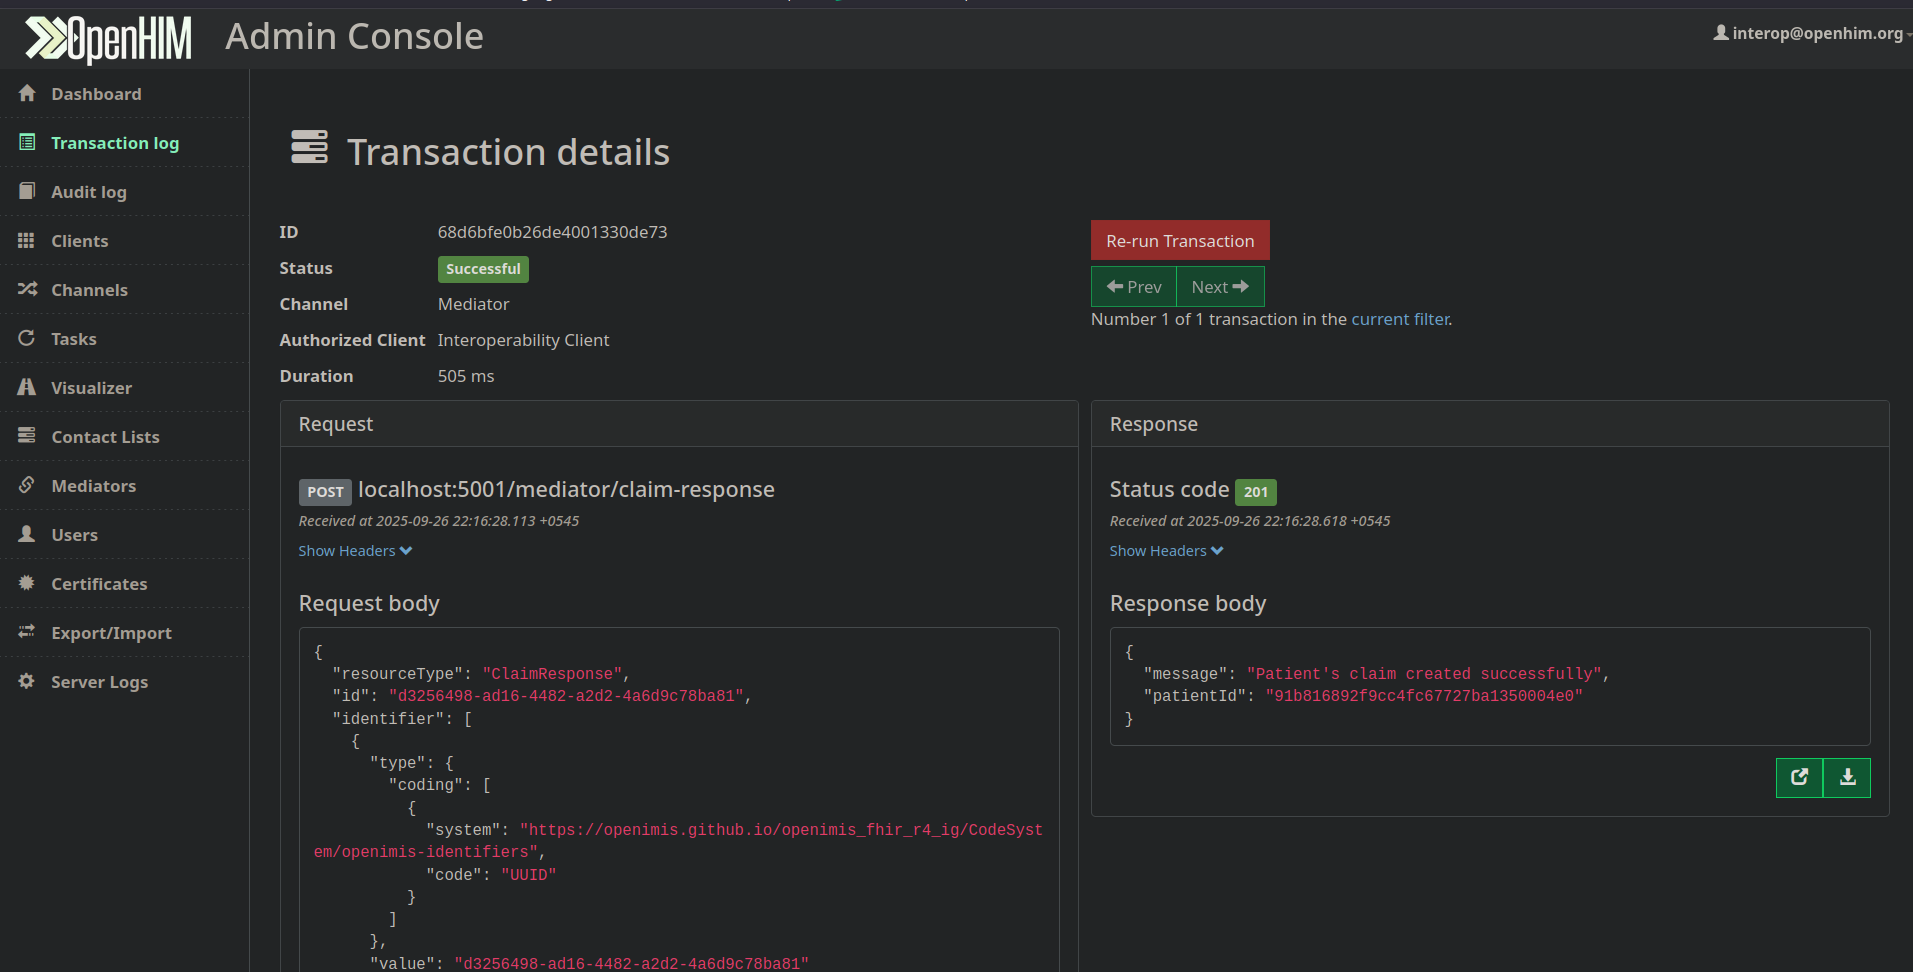 OpenHIM
Admin Console
interop@openhim.org
Dashboard
Transaction log
Audit log
Clients
Channels
Tasks
Visualizer
Contact Lists
Mediators
Users
Certificates
Export/Import
Server Logs
Transaction details
ID 68d6bfe0b26de4001330de73
Status Successful
Channel Mediator
Authorized Client Interoperability Client
Duration 505 ms
Re-run Transaction
Prev Next
Number 1 of 1 transaction in the current filter.
Request
POST localhost:5001/mediator/claim-response
Received at 2025-09-26 22:16:28.113 +0545
Show Headers
Request body
{
"resourceType": "ClaimResponse",
"id": "d3256498-ad16-4482-a2d2-4a6d9c78ba81",
"identifier": [
{
"type": {
"coding": [
{
"system": "https://openimis.github.io/openimis_fhir_r4_ig/CodeSyst
em/openimis-identifiers",
"code": "UUID"
}
]
},
"value": "d3256498-ad16-4482-a2d2-4a6d9c78ba81"
Response
Status code 201
Received at 2025-09-26 22:16:28.618 +0545
Show Headers
Response body
{
"message": "Patient's claim created successfully",
"patientId": "91b816892f9cc4fc67727ba1350004e0"
}